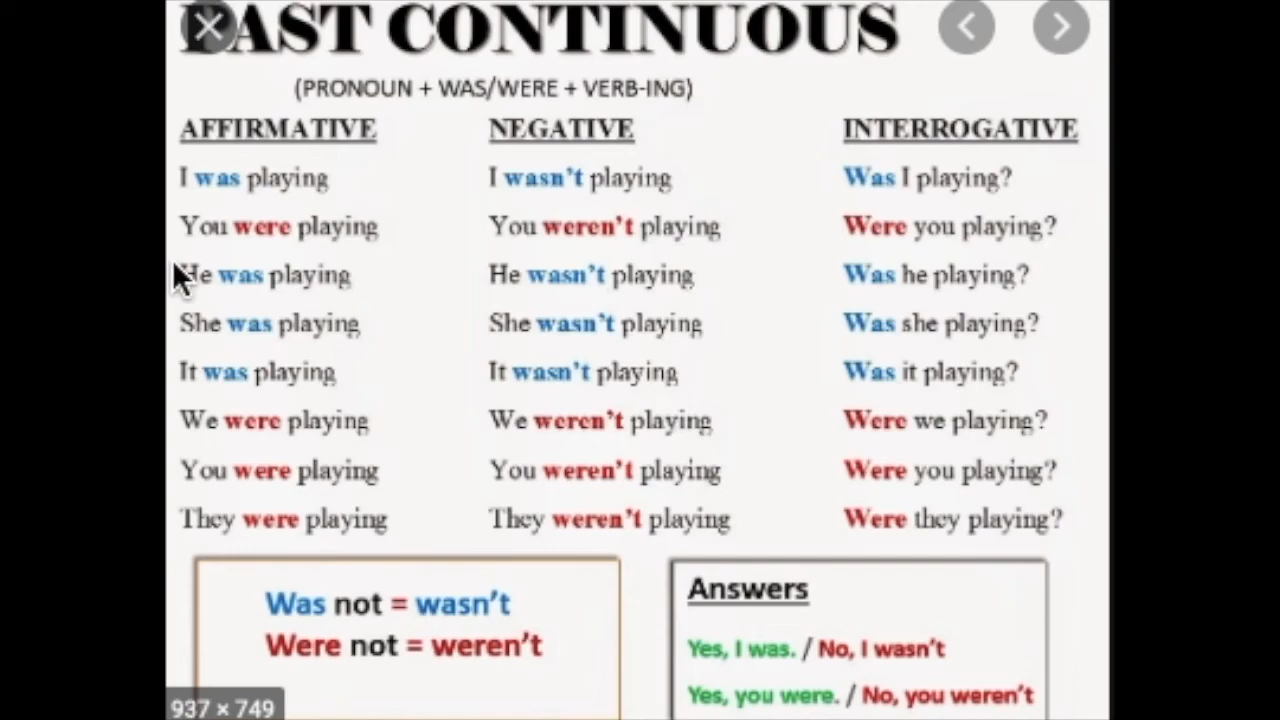 PAST CONTINUOUS
(PRONOUN + WAS/WERE + VERB-ING)
AFFIRMATIVE NEGATIVE INTERROGATIVE
I was playing I wasn't playing Was I playing?
You were playing You weren't playing Were you playing?
He was playing He wasn't playing Was he playing?
She was playing She wasn't playing Was she playing?
It was playing It wasn't playing Was it playing?
We were playing We weren't playing Were we playing?
You were playing You weren't playing Were you playing?
They were playing They weren't playing Were they playing?
Was not = wasn't
Were not = weren't
Answers
Yes, I was. / No, I wasn't
Yes, you were. / No, you weren't
937 × 749